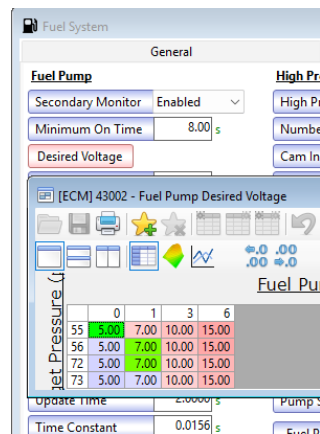 Fuel System
General
Fuel Pump
High Pr
Secondary Monitor Enabled
High P
Minimum On Time 8.00 s
Numbe
Desired Voltage
Cam In
[ECM] 43002 - Fuel Pump Desired Voltage
Fuel Pu
0 1 3 6
55 5.00 7.00 10.00 15.00
56 5.00 7.00 10.00 15.00
72 5.00 7.00 10.00 15.00
73 5.00 7.00 10.00 15.00
et Pressure (
Update Time 2.0000 s
Pump S
Time Constant 0.0156 s
Fuel P